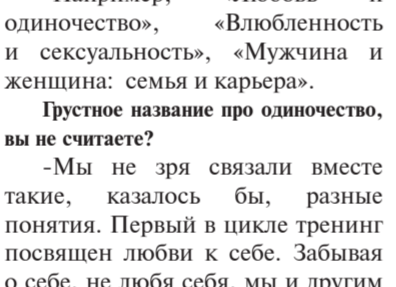 Например, «Любовь и
одиночество», «Влюбленность
и сексуальность», «Мужчина и
женщина: семья и карьера».
Грустное название про одиночество,
вы не считаете?
-Мы не зря связали вместе
такие, казалось бы, разные
понятия. Первый в цикле тренинг
посвящен любви к себе. Забывая
о себе, не любя себя, мы и другим